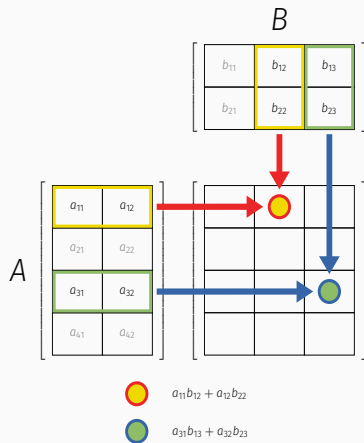 B
b₁₁ b₁₂ b₁₃
b₂₁ b₂₂ b₂₃
A
a₁₁ a₁₂
a₂₁ a₂₂
a₃₁ a₃₂
a₄₁ a₄₂
a₁₁b₁₂ + a₁₂b₂₂
a₃₁b₁₃ + a₃₂b₂₃